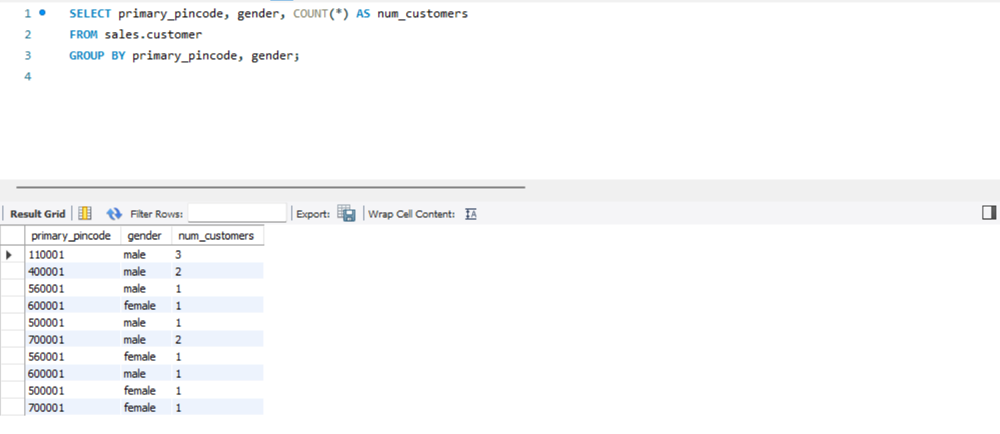 1 SELECT primary_pincode, gender, COUNT(*) AS num_customers
2 FROM sales.customer
3 GROUP BY primary_pincode, gender;
4
Result Grid Filter Rows: Export: Wrap Cell Content: IA
primary_pincode gender num_customers
110001 male 3
400001 male 2
560001 male 1
600001 female 1
500001 male 1
700001 male 2
560001 female 1
600001 male 1
500001 female 1
700001 female 1